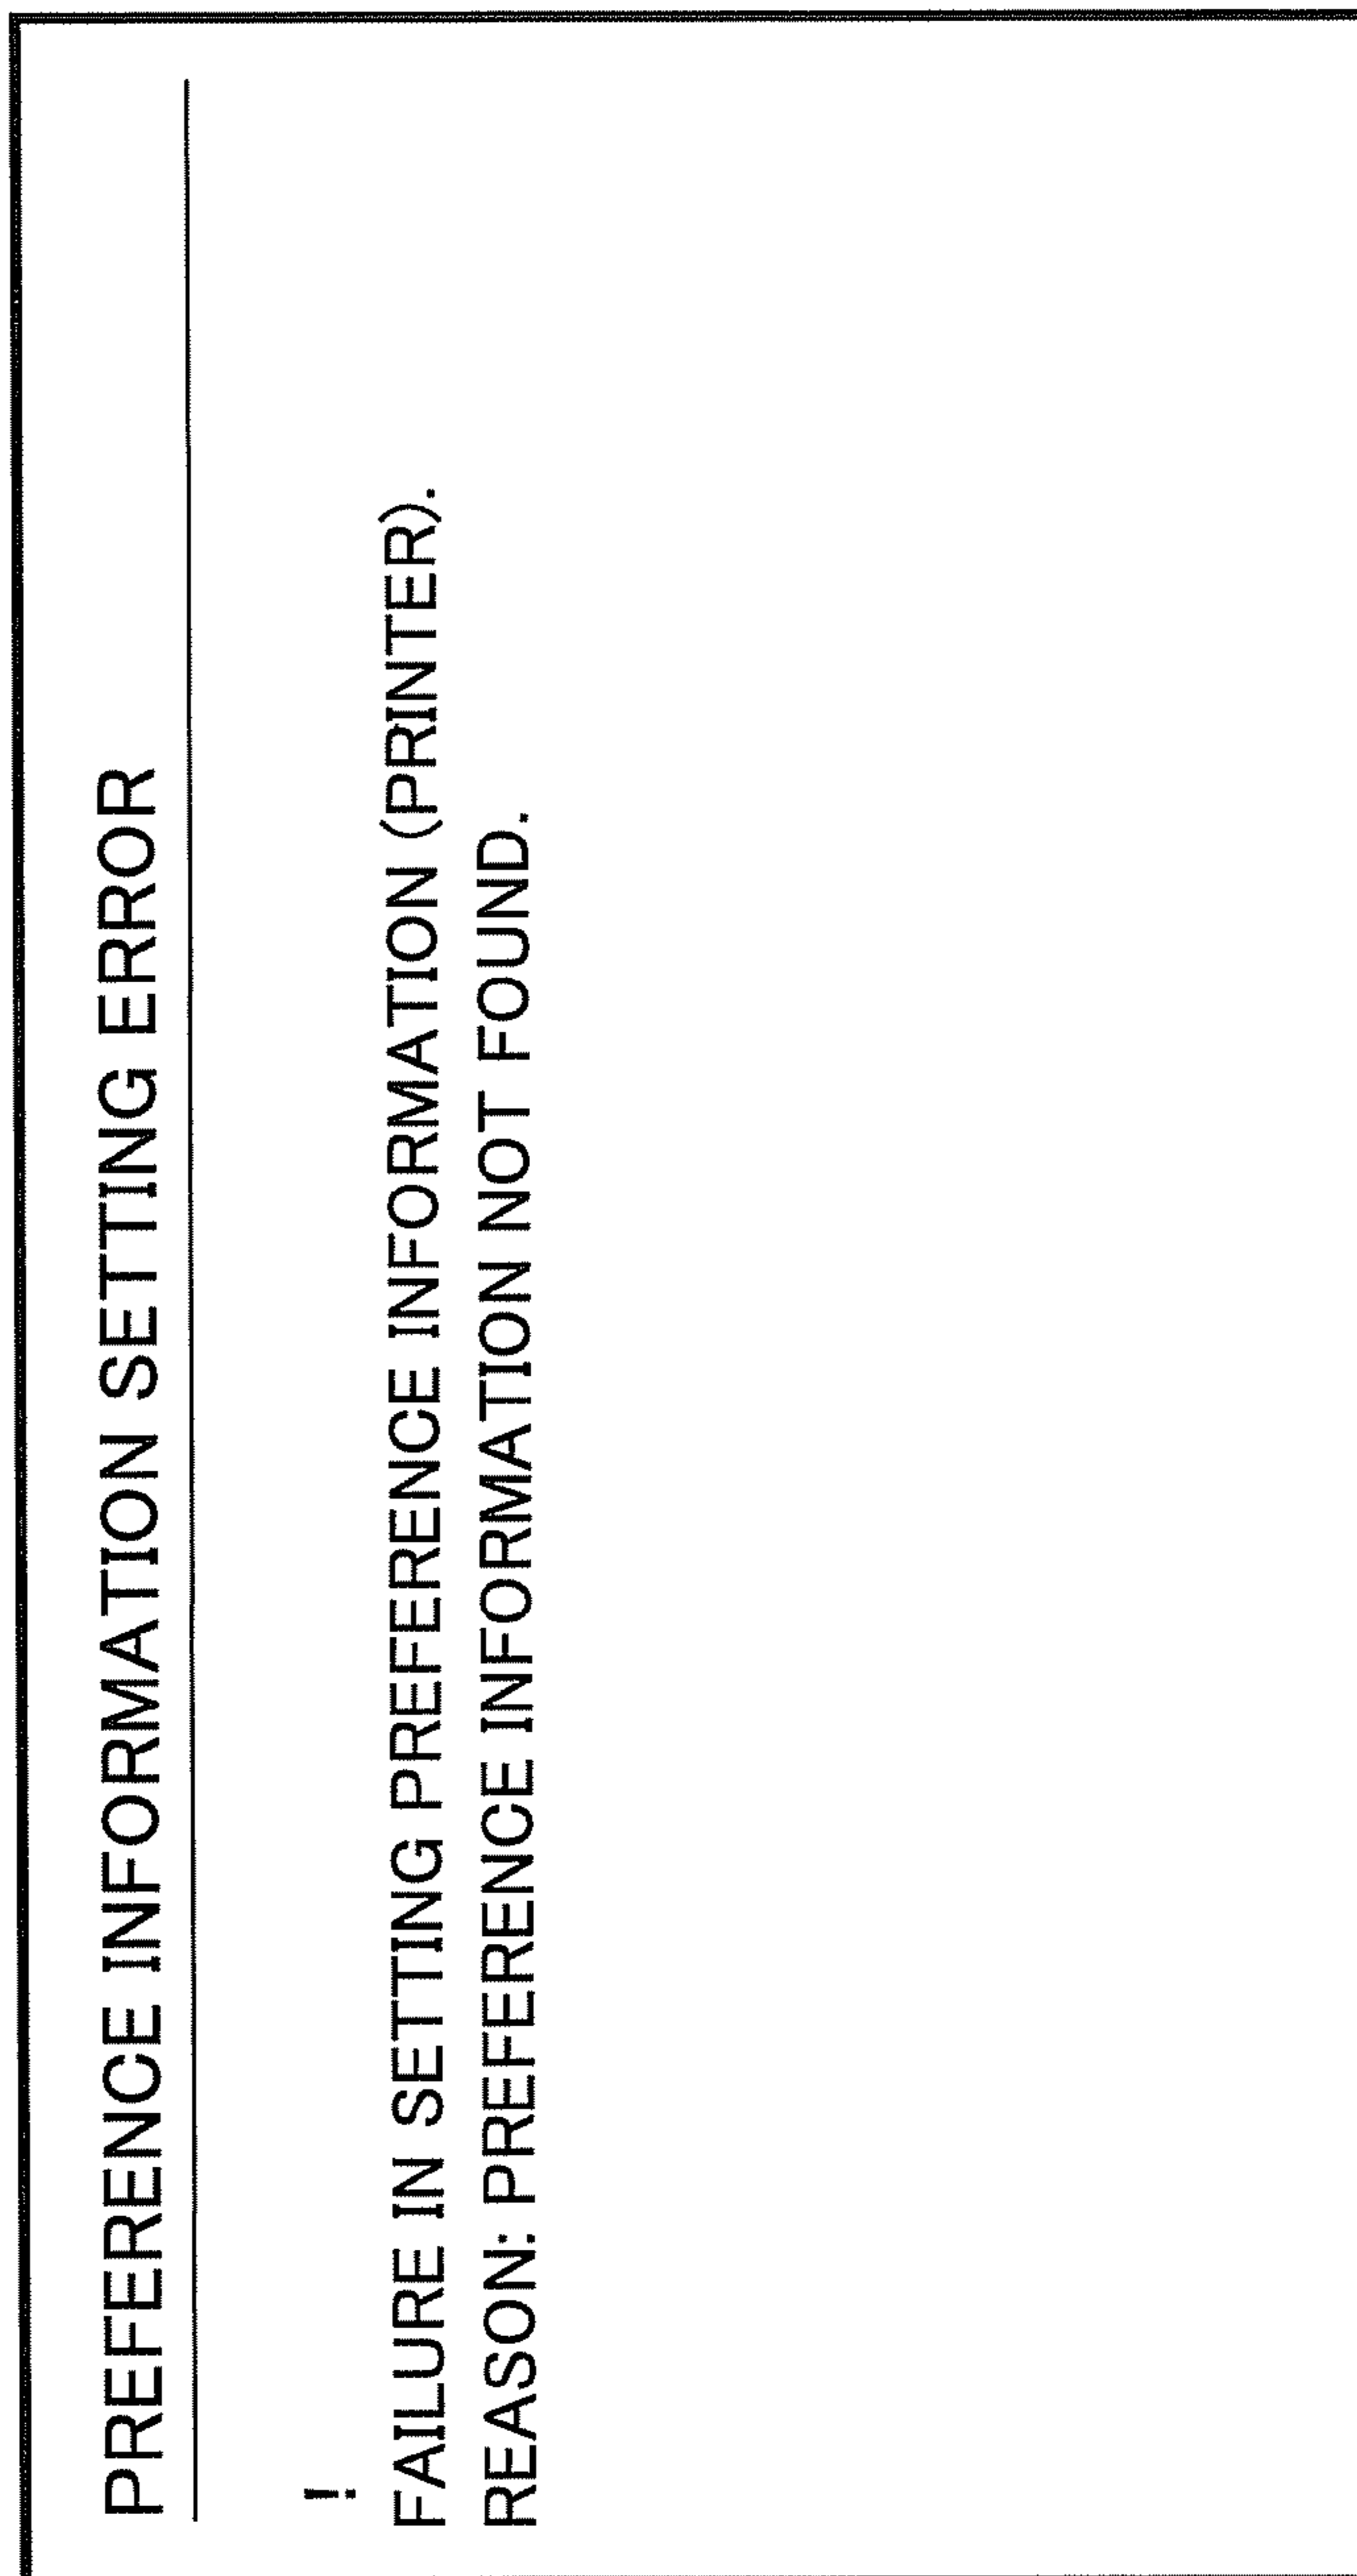 PREFERENCE INFORMATION SETTING ERROR
!
FAILURE IN SETTING PREFERENCE INFORMATION (PRINTER).
REASON: PREFERENCE INFORMATION NOT FOUND.